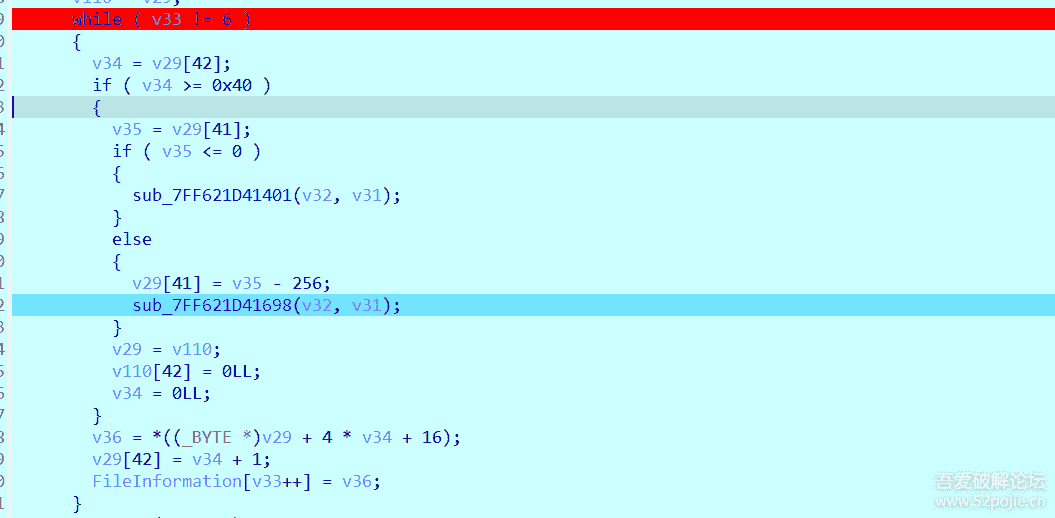 while ( v33 != 6 )
{
v34 = v29[42];
if ( v34 >= 0x40 )
{
v35 = v29[41];
if ( v35 <= 0 )
{
sub_7FF621D41401(v32, v31);
}
else
{
v29[41] = v35 - 256;
sub_7FF621D41698(v32, v31);
}
v29 = v110;
v110[42] = 0LL;
v34 = 0LL;
}
v36 = *((_BYTE *)v29 + 4 * v34 + 16);
v29[42] = v34 + 1;
FileInformation[v33++] = v36;
}
吾爱破解论坛
www.52pojie.cn